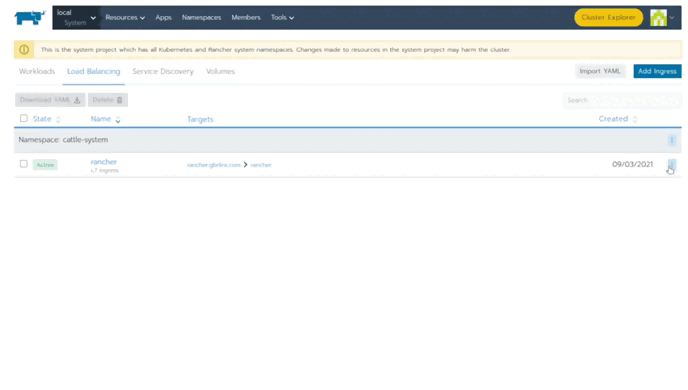 local
System
Resources
Apps
Namespaces
Members
Tools
Cluster Explorer
This is the system project which has all Kubernetes and Rancher system namespaces. Changes made to resources in the system project may harm the cluster.
Workloads
Load Balancing
Service Discovery
Volumes
Import YAML
Add Ingress
Download YAML
Delete
Search
State
Name
Targets
Created
Namespace: cattle-system
Active
rancher
rancher
09/03/2021
L7 Ingress